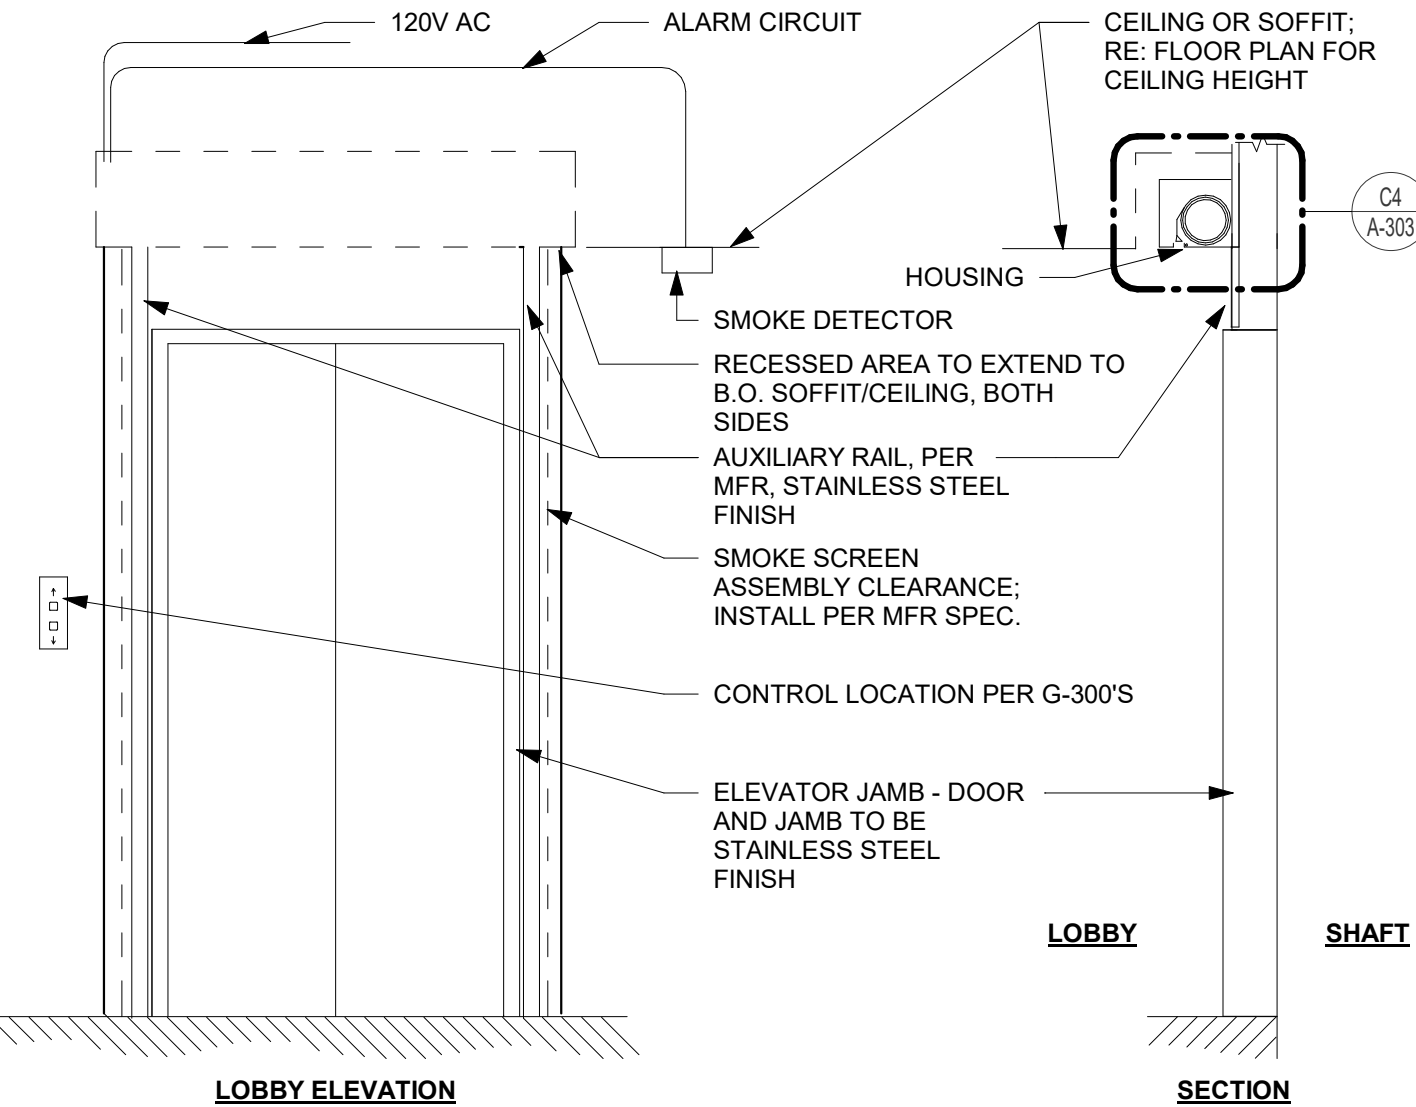 120V AC
ALARM CIRCUIT
CEILING OR SOFFIT;
RE: FLOOR PLAN FOR
CEILING HEIGHT
C4
A-303
HOUSING
SMOKE DETECTOR
RECESSED AREA TO EXTEND TO
B.O. SOFFIT/CEILING, BOTH
SIDES
AUXILIARY RAIL, PER
MFR, STAINLESS STEEL
FINISH
SMOKE SCREEN
ASSEMBLY CLEARANCE;
INSTALL PER MFR SPEC.
CONTROL LOCATION PER G-300'S
ELEVATOR JAMB - DOOR
AND JAMB TO BE
STAINLESS STEEL
FINISH
LOBBY
SHAFT
LOBBY ELEVATION
SECTION